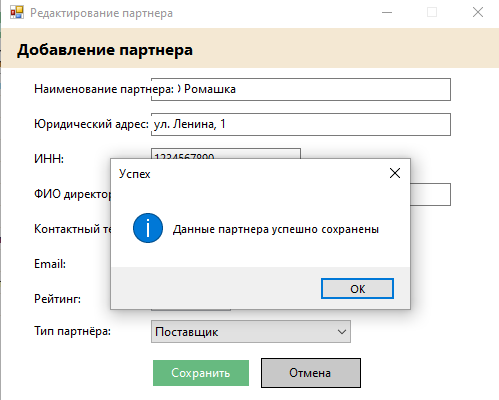 Редактирование партнера
Добавление партнера
Наименование партнера: Ромашка
Юридический адрес: ул. Ленина, 1
ИНН: 1234567890
ФИО директор
Контактный те
Email:
Рейтинг:
Тип партнёра: Поставщик
Сохранить Отмена
Успех
Данные партнера успешно сохранены
ОК